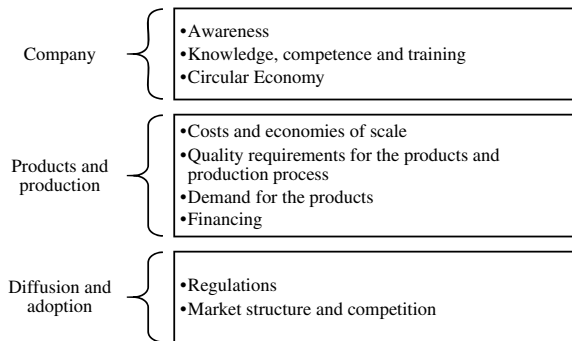 Company
•Awareness
•Knowledge, competence and training
•Circular Economy
Products and
production
•Costs and economies of scale
•Quality requirements for the products and
production process
•Demand for the products
•Financing
Diffusion and
adoption
•Regulations
•Market structure and competition